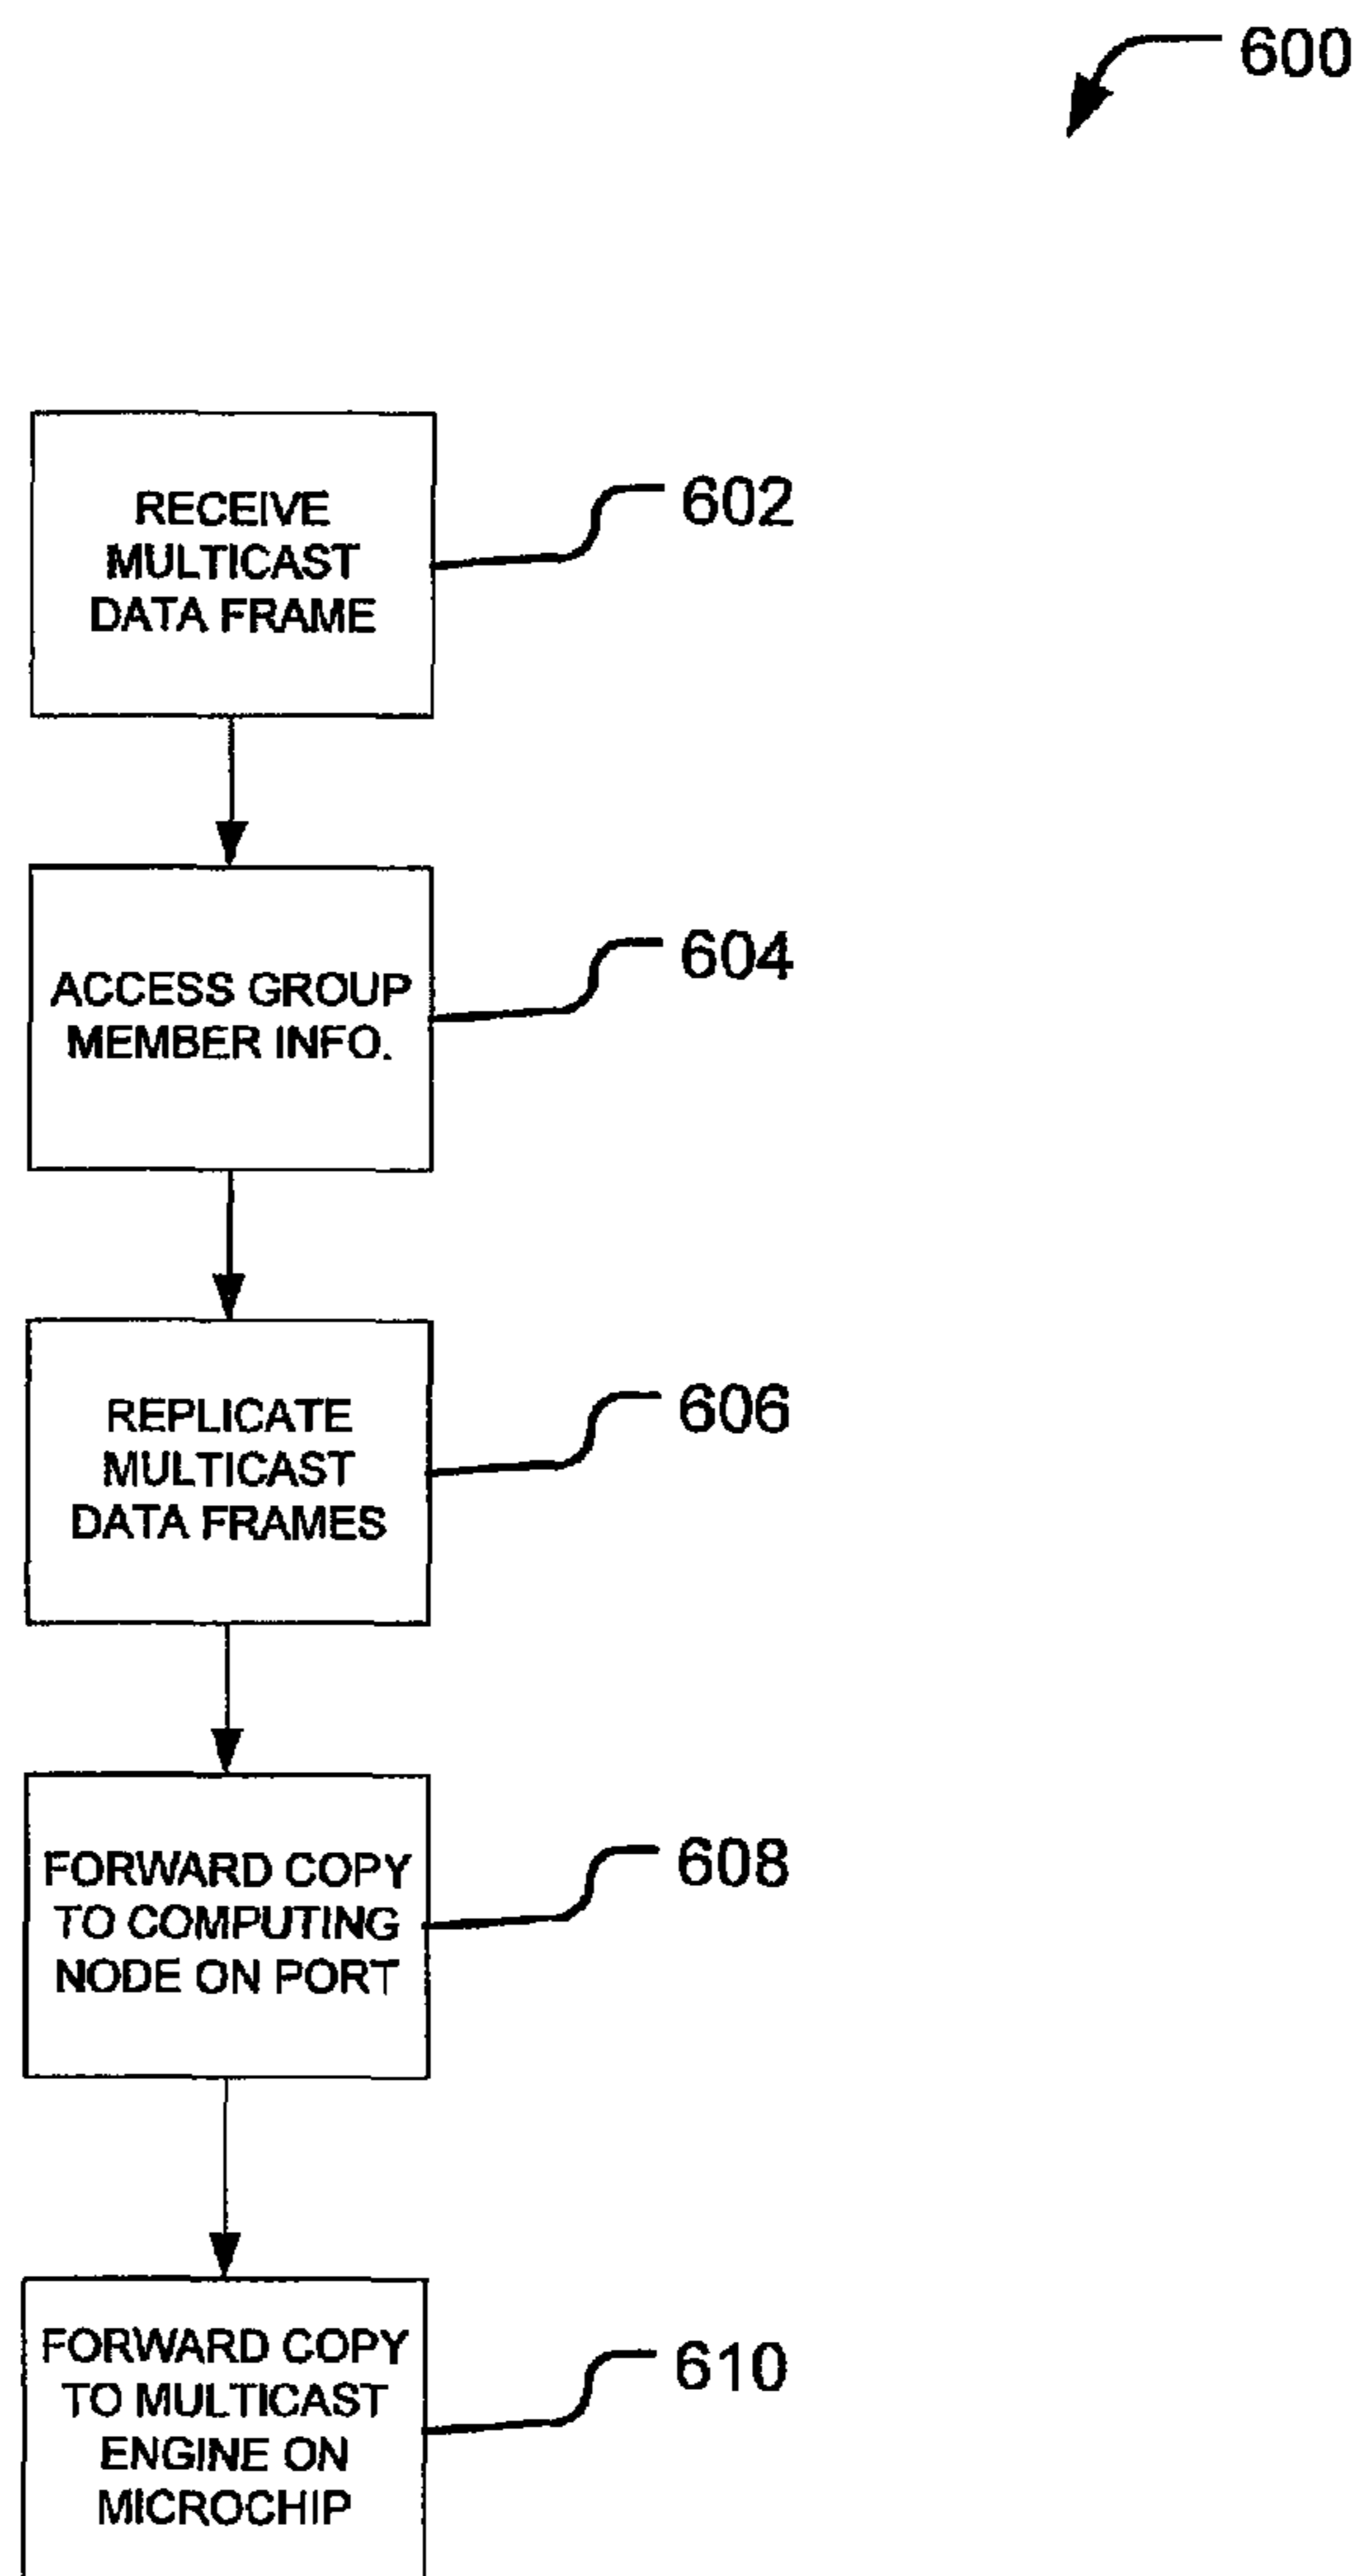 600
RECEIVE
MULTICAST
DATA FRAME
602
ACCESS GROUP
MEMBER INFO.
604
REPLICATE
MULTICAST
DATA FRAMES
606
FORWARD COPY
TO COMPUTING
NODE ON PORT
608
FORWARD COPY
TO MULTICAST
ENGINE ON
MICROCHIP
610